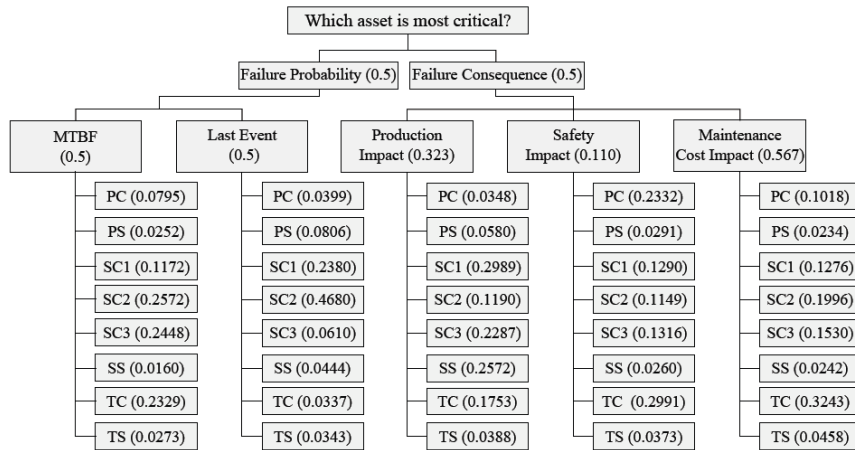 Which asset is most critical?
Failure Probability (0.5)
Failure Consequence (0.5)
MTBF
(0.5)
Last Event
(0.5)
Production
Impact (0.323)
Safety
Impact (0.110)
Maintenance
Cost Impact (0.567)
PC (0.0795)
PS (0.0252)
SC1 (0.1172)
SC2 (0.2572)
SC3 (0.2448)
SS (0.0160)
TC (0.2329)
TS (0.0273)
PC (0.0399)
PS (0.0806)
SC1 (0.2380)
SC2 (0.4680)
SC3 (0.0610)
SS (0.0444)
TC (0.0337)
TS (0.0343)
PC (0.0348)
PS (0.0580)
SC1 (0.2989)
SC2 (0.1190)
SC3 (0.2287)
SS (0.2572)
TC (0.1753)
TS (0.0388)
PC (0.2332)
PS (0.0291)
SC1 (0.1290)
SC2 (0.1149)
SC3 (0.1316)
SS (0.0260)
TC (0.2991)
TS (0.0373)
PC (0.1018)
PS (0.0234)
SC1 (0.1276)
SC2 (0.1996)
SC3 (0.1530)
SS (0.0242)
TC (0.3243)
TS (0.0458)